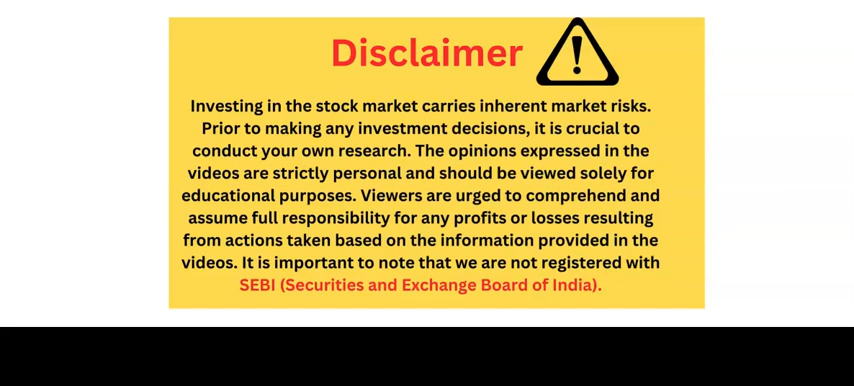 Disclaimer
Investing in the stock market carries inherent market risks.
Prior to making any investment decisions, it is crucial to
conduct your own research. The opinions expressed in the
videos are strictly personal and should be viewed solely for
educational purposes. Viewers are urged to comprehend and
assume full responsibility for any profits or losses resulting
from actions taken based on the information provided in the
videos. It is important to note that we are not registered with
SEBI (Securities and Exchange Board of India).